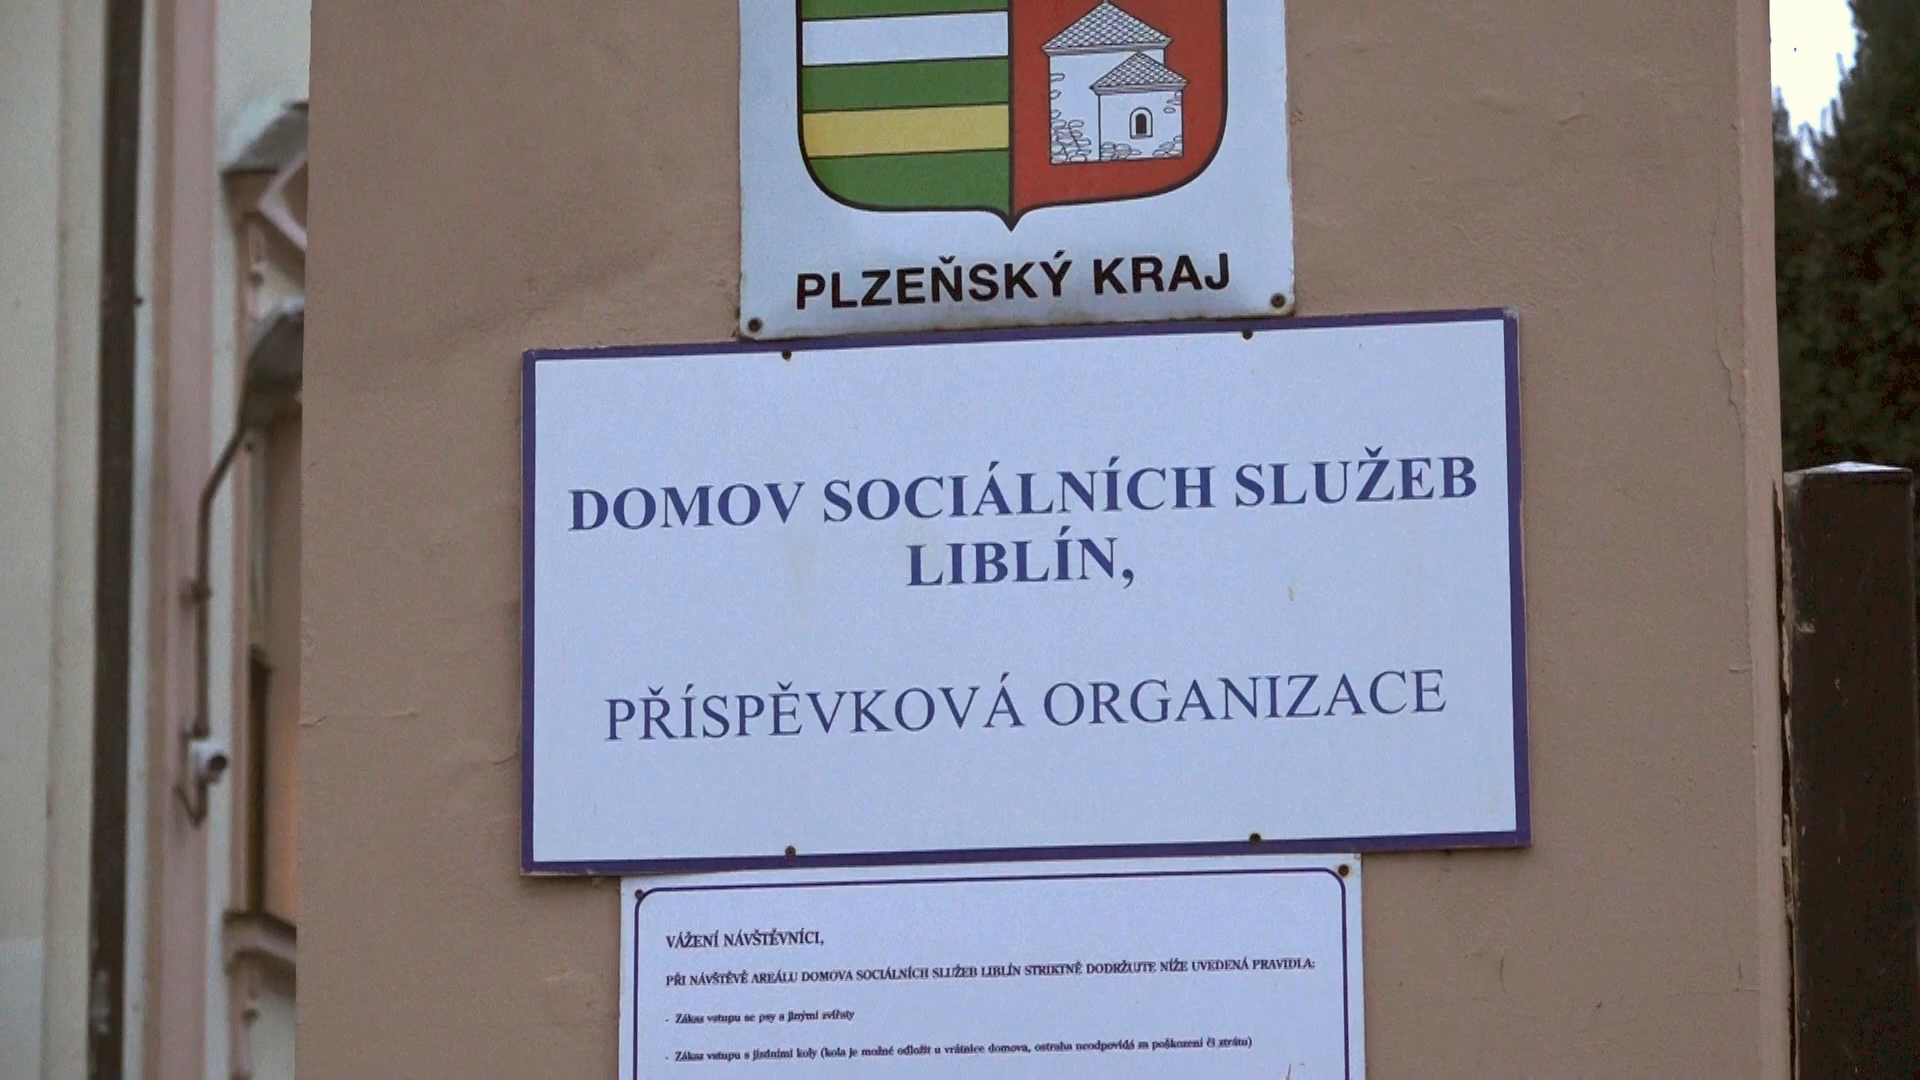 PLZEŇSKÝ KRAJ
DOMOV SOCIÁLNÍCH SLUŽEB
LIBLÍN,
PŘÍSPĚVKOVÁ ORGANIZACE
VÁŽENÍ NÁVŠTĚVNÍCI,
PŘI NÁVŠTĚVĚ AREÁLU DOMOVA SOCIÁLNÍCH SLUŽEB LIBLÍN STRIKTNĚ DODRŽUJTE NÍŽE UVEDENÁ PRAVIDLA:
- Zákaz vstupu se psy a jinými zvířaty
- Zákaz vstupu s jízdními koly (kola je možné odložit u vrátnice domova, ostraha neodpovídá za poškození či ztrátu)